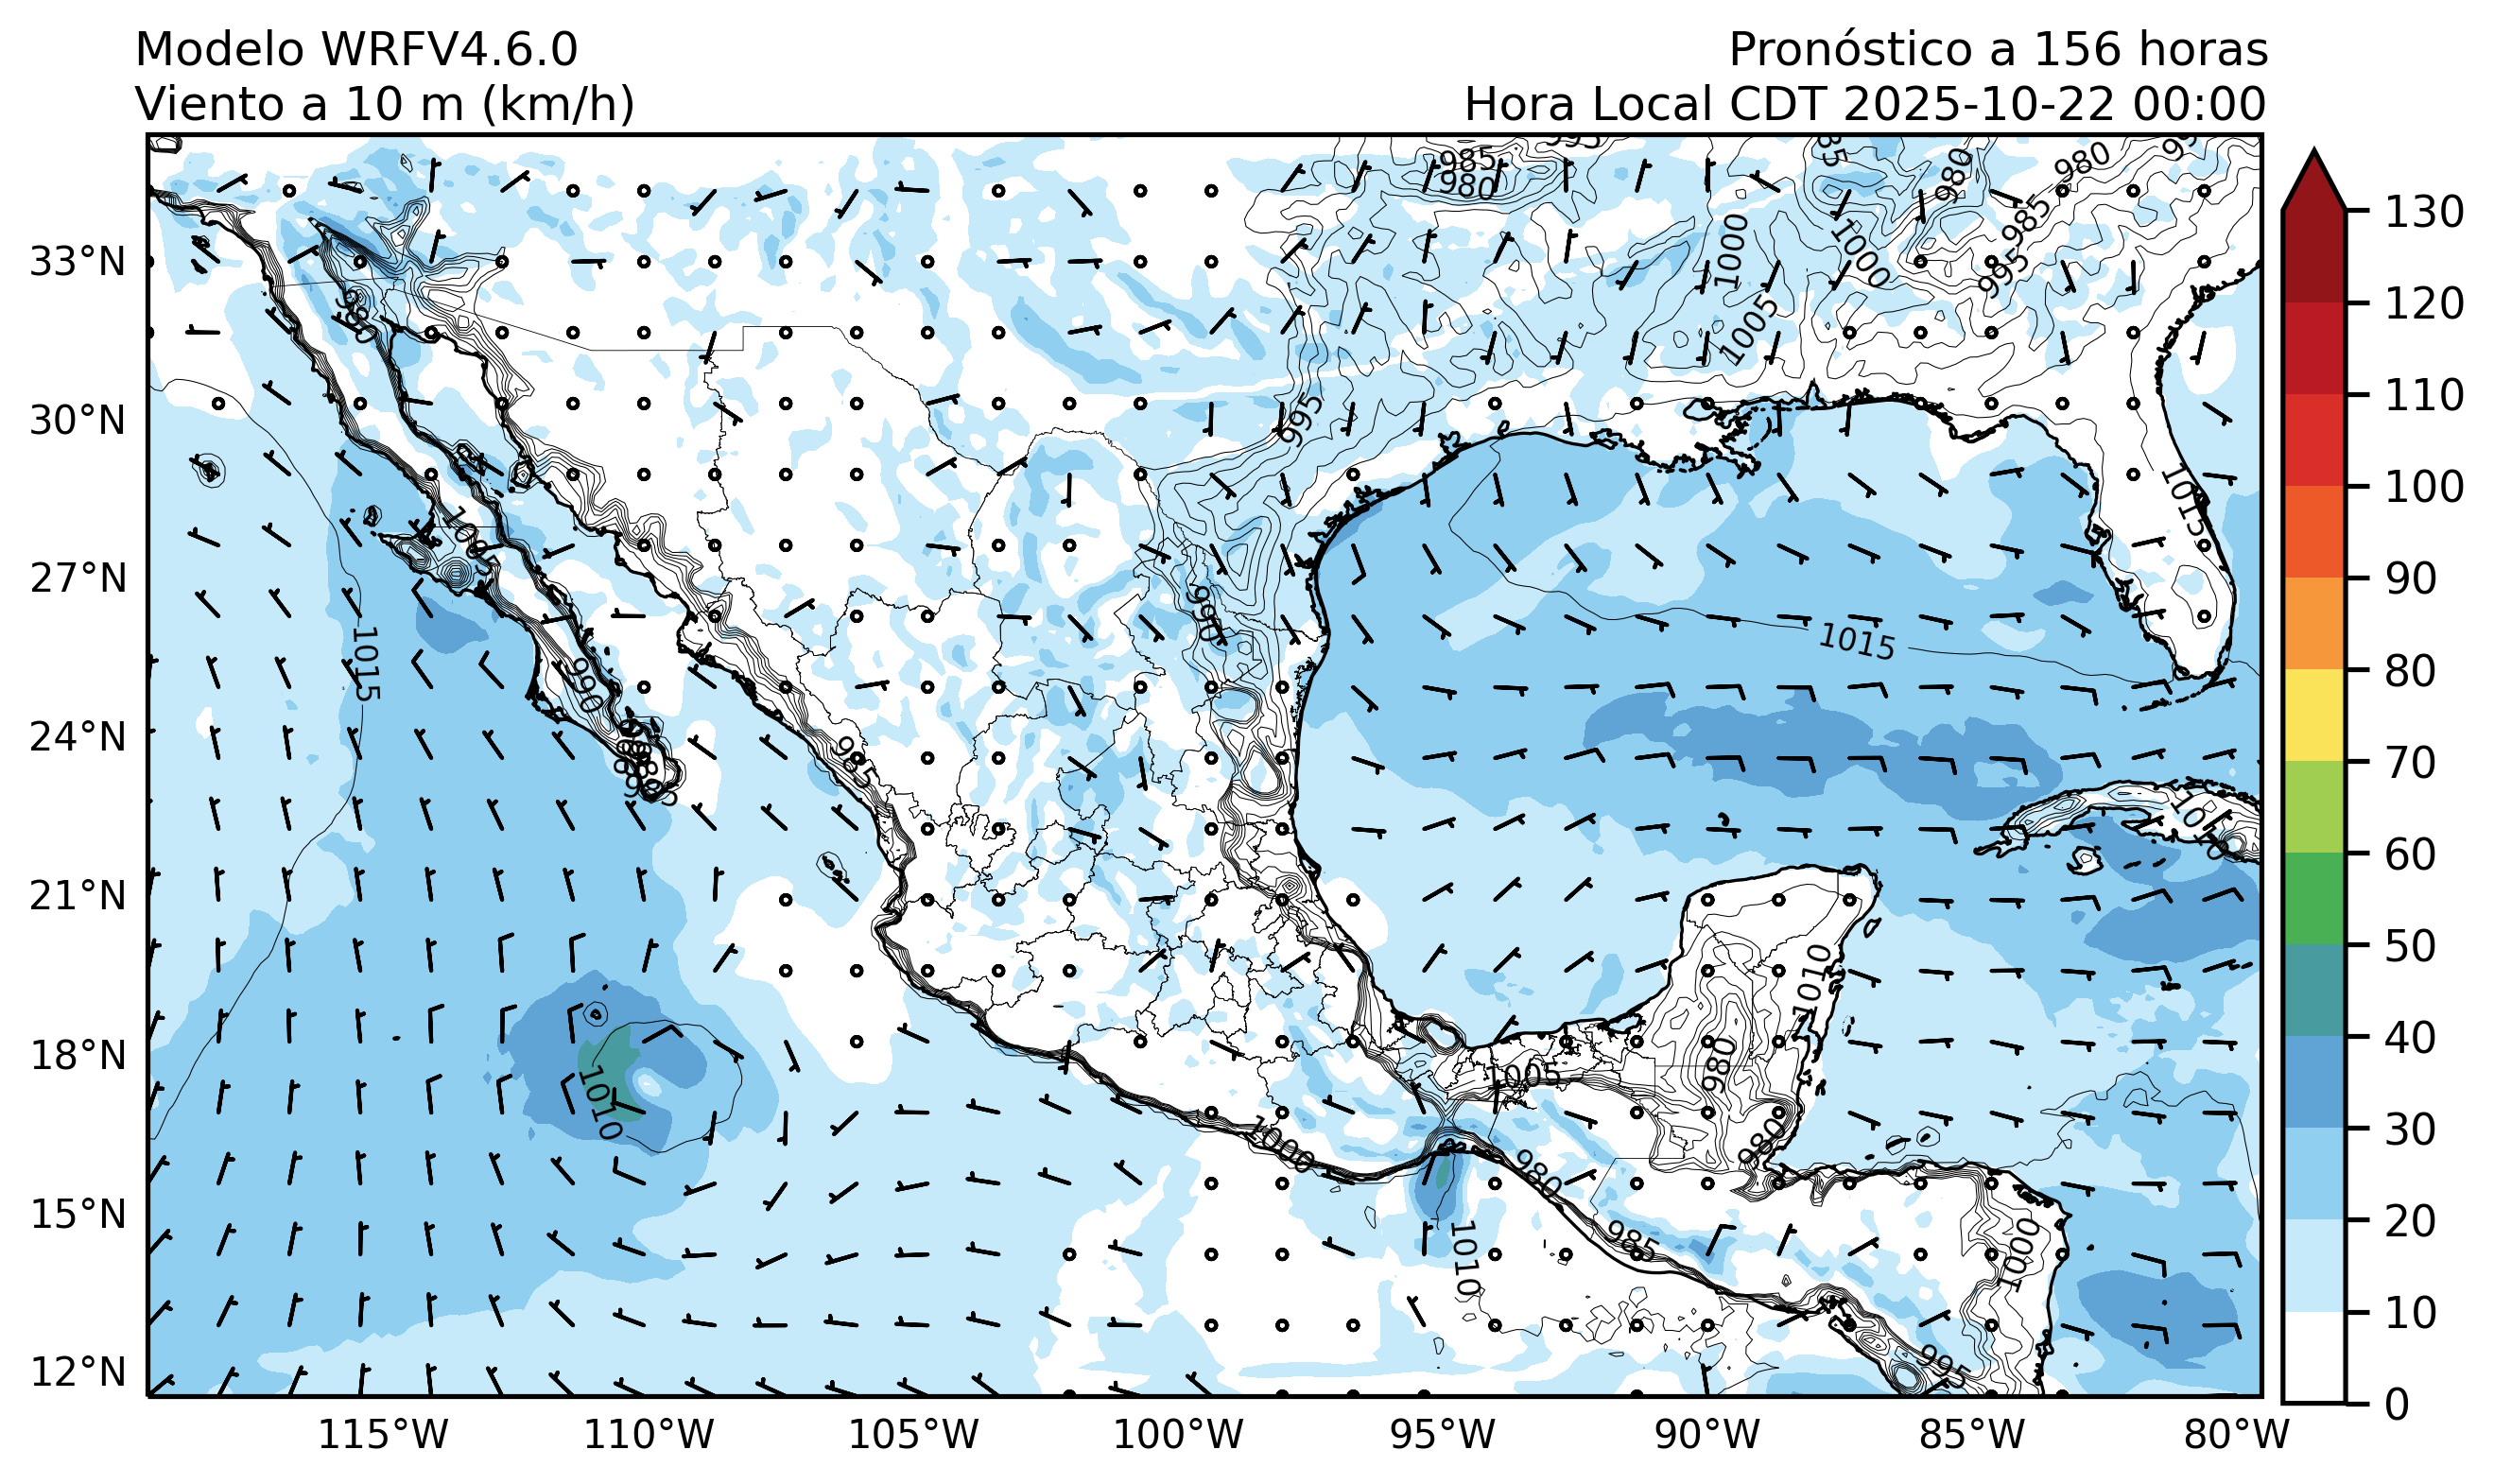 Modelo WRFV4.6.0
Pronóstico a 156 horas
Viento a 10 m (km/h)
Hora Local CDT 2025-10-22 00:00
33°N
30°N
27°N
24°N
21°N
18°N
15°N
12°N
115°W
110°W
105°W
100°W
95°W
90°W
85°W
80°W
130
120
110
100
90
80
70
60
50
40
30
20
10
0
985
980
980
980
985
995
1000
1000
1005
995
1015
990
1015
1015
990
985
1010
1010
980
1005
980
1000
980
985
1010
1000
995
1010